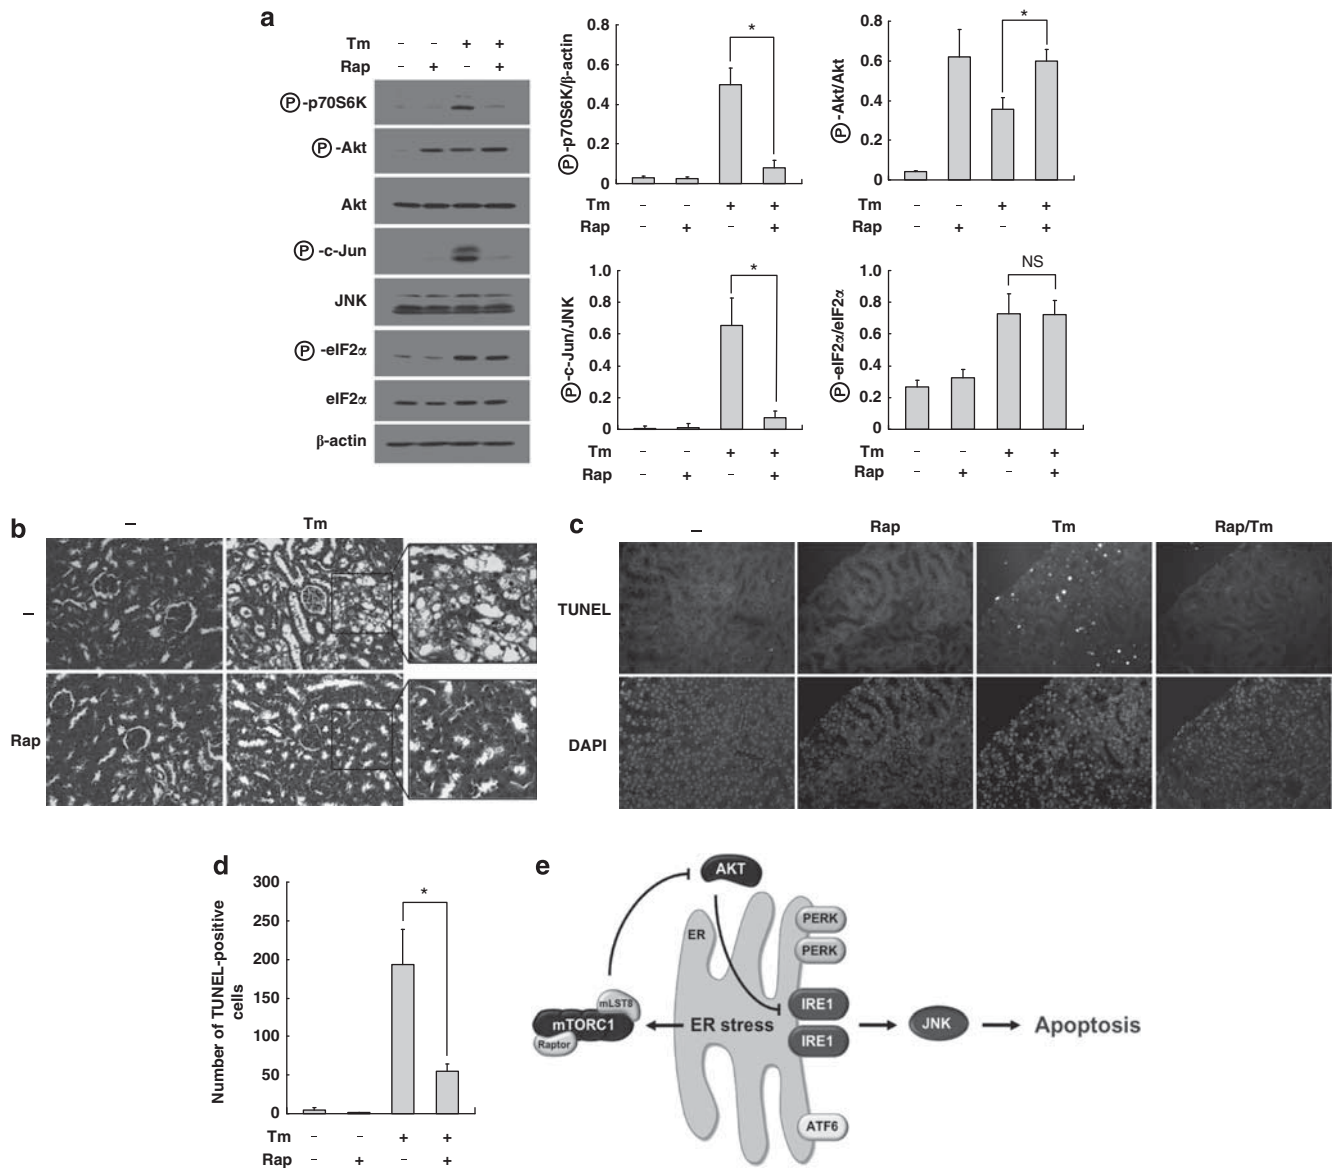 a
Tm – – + +
Rap – + – +
Ⓟ-p70S6K
Ⓟ-Akt
Akt
Ⓟ-c-Jun
JNK
Ⓟ-eIF2α
eIF2α
β-actin
Ⓟ-p70S6K/β-actin
0.8
0.6
0.4
0.2
0
*
Tm – – + +
Rap – + – +
Ⓟ-Akt/Akt
0.8
0.6
0.4
0.2
0
*
Tm – – + +
Rap – + – +
Ⓟ-c-Jun/JNK
1.0
0.8
0.6
0.4
0.2
0
*
Tm – – + +
Rap – + – +
Ⓟ-eIF2α/eIF2α
1.0
0.8
0.6
0.4
0.2
0
NS
Tm – – + +
Rap – + – +
b
– Tm
–
Rap
c
– Rap Tm Rap/Tm
TUNEL
DAPI
d
Number of TUNEL-positive
cells
300
250
200
150
100
50
0
*
Tm – – + +
Rap – + – +
e
AKT
ER
PERK
PERK
mLST8
mTORC1
Raptor
ER stress
IRE1
IRE1
JNK
Apoptosis
ATF6